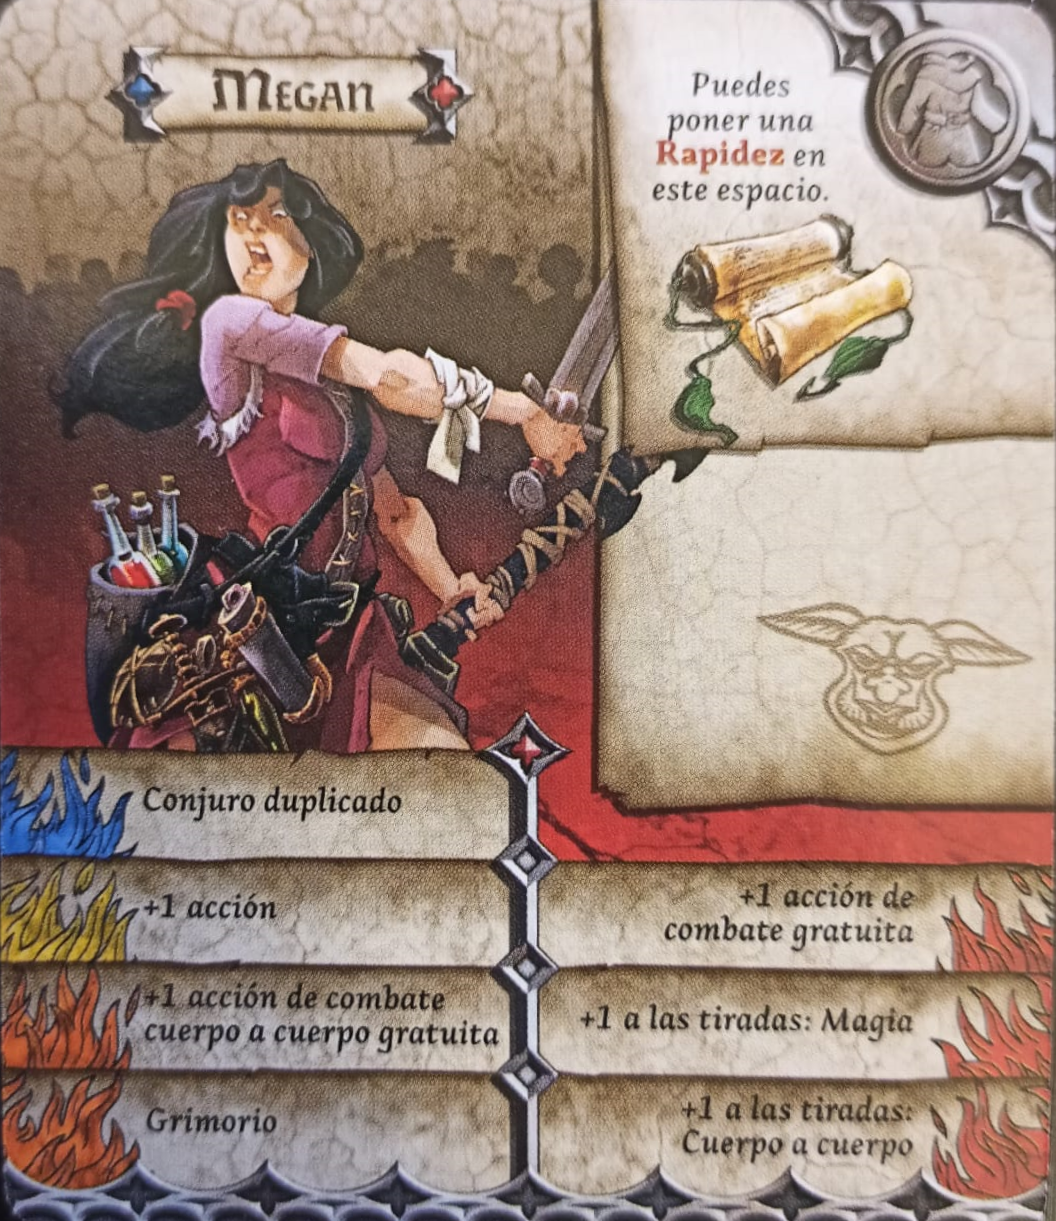 Megan
Puedes
poner una
Rapidez en
este espacio.
Conjuro duplicado
+1 acción
+1 acción de combate
cuerpo a cuerpo gratuita
Grimorio
+1 acción de
combate gratuita
+1 a las tiradas: Magia
+1 a las tiradas:
Cuerpo a cuerpo